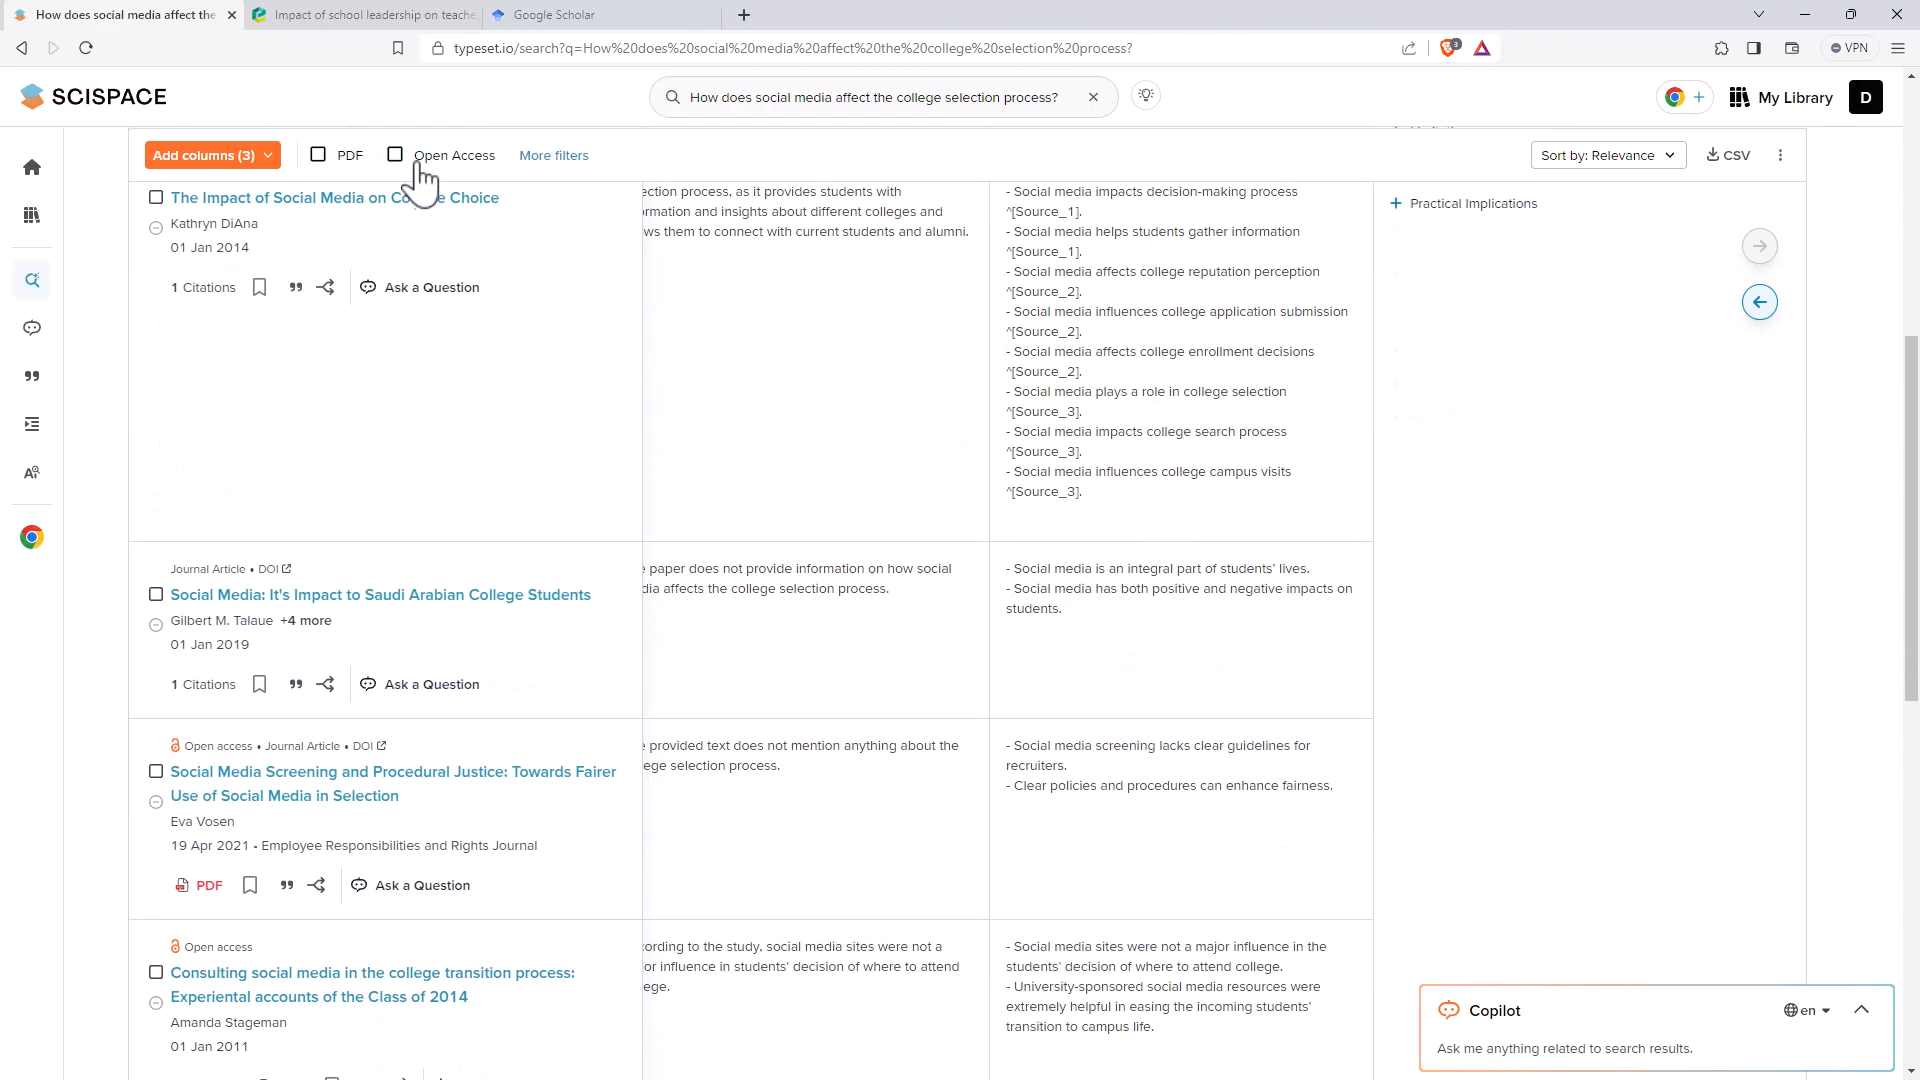 How does social media affect the
Impact of school leadership on teache
Google Scholar
typeset.io/search?q=How%20does%20social%20media%20affect%20the%20college%20selection%20process?
3
VPN
SCISPACE
How does social media affect the college selection process?
My Library
D
Add columns (3)
PDF
Open Access
More filters
Sort by: Relevance
CSV
The Impact of Social Media on Co e Choice
Kathryn DiAna
01 Jan 2014
1 Citations
Ask a Question
ection process, as it provides students with
rmation and insights about different colleges and
ws them to connect with current students and alumni.
- Social media impacts decision-making process
^[Source_1].
- Social media helps students gather information
^[Source_1].
- Social media affects college reputation perception
^[Source_2].
- Social media influences college application submission
^[Source_2].
- Social media affects college enrollment decisions
^[Source_2].
- Social media plays a role in college selection
^[Source_3].
- Social media impacts college search process
^[Source_3].
- Social media influences college campus visits
^[Source_3].
Practical Implications
Journal Article • DOI
Social Media: It's Impact to Saudi Arabian College Students
Gilbert M. Talaue +4 more
01 Jan 2019
1 Citations
Ask a Question
paper does not provide information on how social
dia affects the college selection process.
- Social media is an integral part of students' lives.
- Social media has both positive and negative impacts on
students.
Open access • Journal Article • DOI
Social Media Screening and Procedural Justice: Towards Fairer
Use of Social Media in Selection
Eva Vosen
19 Apr 2021 - Employee Responsibilities and Rights Journal
PDF
Ask a Question
provided text does not mention anything about the
ege selection process.
- Social media screening lacks clear guidelines for
recruiters.
- Clear policies and procedures can enhance fairness.
Open access
Consulting social media in the college transition process:
Experiental accounts of the Class of 2014
Amanda Stageman
01 Jan 2011
ording to the study, social media sites were not a
or influence in students' decision of where to attend
ege.
- Social media sites were not a major influence in the
students' decision of where to attend college.
- University-sponsored social media resources were
extremely helpful in easing the incoming students'
transition to campus life.
Copilot
en
Ask me anything related to search results.